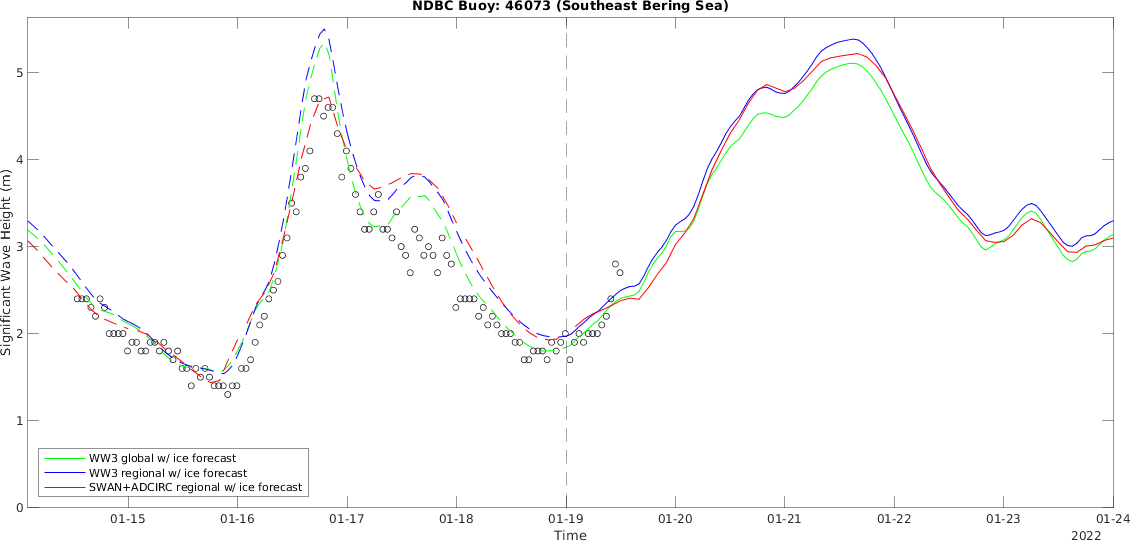 NDBC Buoy: 46073 (Southeast Bering Sea)
Significant Wave Height (m)
5
4
3
2
1
0
WW3 global w/ ice forecast
WW3 regional w/ ice forecast
SWAN+ADCIRC regional w/ ice forecast
01-15 01-16 01-17 01-18 01-19 01-20 01-21 01-22 01-23 01-24
Time
2022